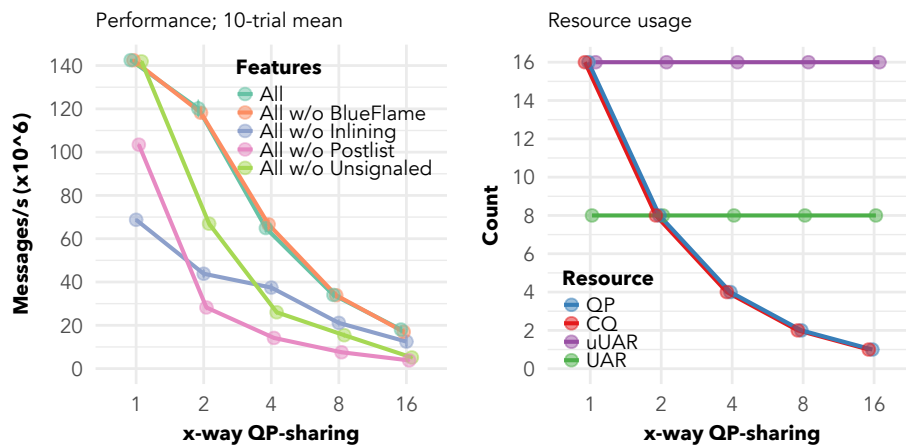 Performance; 10-trial mean
Messages/s (x10^6)
140
120
100
80
60
40
20
0
Features
All
All w/o BlueFlame
All w/o Inlining
All w/o Postlist
All w/o Unsignaled
1 2 4 8 16
x-way QP-sharing
Resource usage
Count
16
14
12
10
8
6
4
2
0
Resource
QP
CQ
uUAR
UAR
1 2 4 8 16
x-way QP-sharing